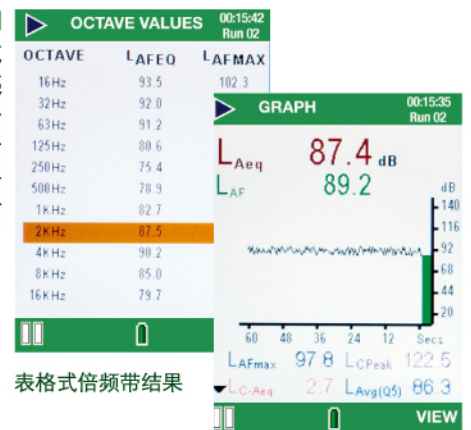 OCTAVE VALUES 00:15:42 Run 02
OCTAVE LAFEQ LAFMAX
16Hz 93.5 102.3
32Hz 92.0
63Hz 91.2
125Hz 80.6
250Hz 75.4
500Hz 78.9
1KHz 82.7
2KHz 87.5
4KHz 90.2
8KHz 85.0
16KHz 79.7
表格式倍频带结果
GRAPH 00:15:35 Run 02
LAeq 87.4 dB
LAF 89.2
dB
140
116
92
68
44
20
60 48 36 24 12 Secs
LAFmax 97.8 LCPeak 122.5
LC-Aeq 2.7 LAvg(Q5) 86.3
VIEW